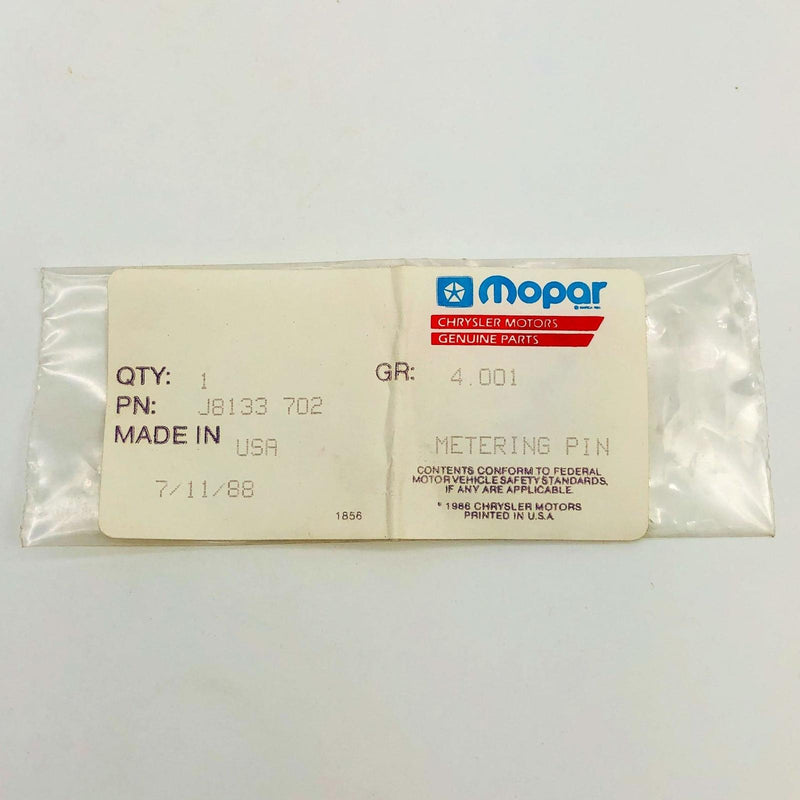 Mopar
CHRYSLER MOTORS
GENUINE PARTS
QTY: 1 GR: 4.001
PN: J8133 702
MADE IN USA METERING PIN
7/11/88
CONTENTS CONFORM TO FEDERAL
MOTOR VEHICLE SAFETY STANDARDS,
IF ANY ARE APPLICABLE.
© 1986 CHRYSLER MOTORS
PRINTED IN U.S.A.
1856